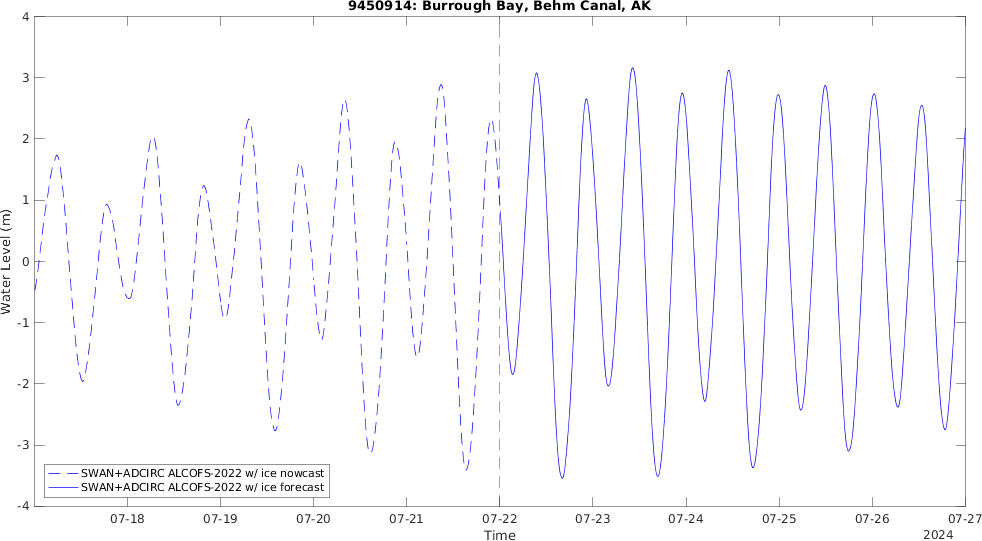 9450914: Burrough Bay, Behm Canal, AK
4
3
2
1
0
-1
-2
-3
-4
Water Level (m)
SWAN+ADCIRC ALCOFS-2022 w/ ice nowcast
SWAN+ADCIRC ALCOFS-2022 w/ ice forecast
07-18 07-19 07-20 07-21 07-22 07-23 07-24 07-25 07-26 07-27
Time
2024